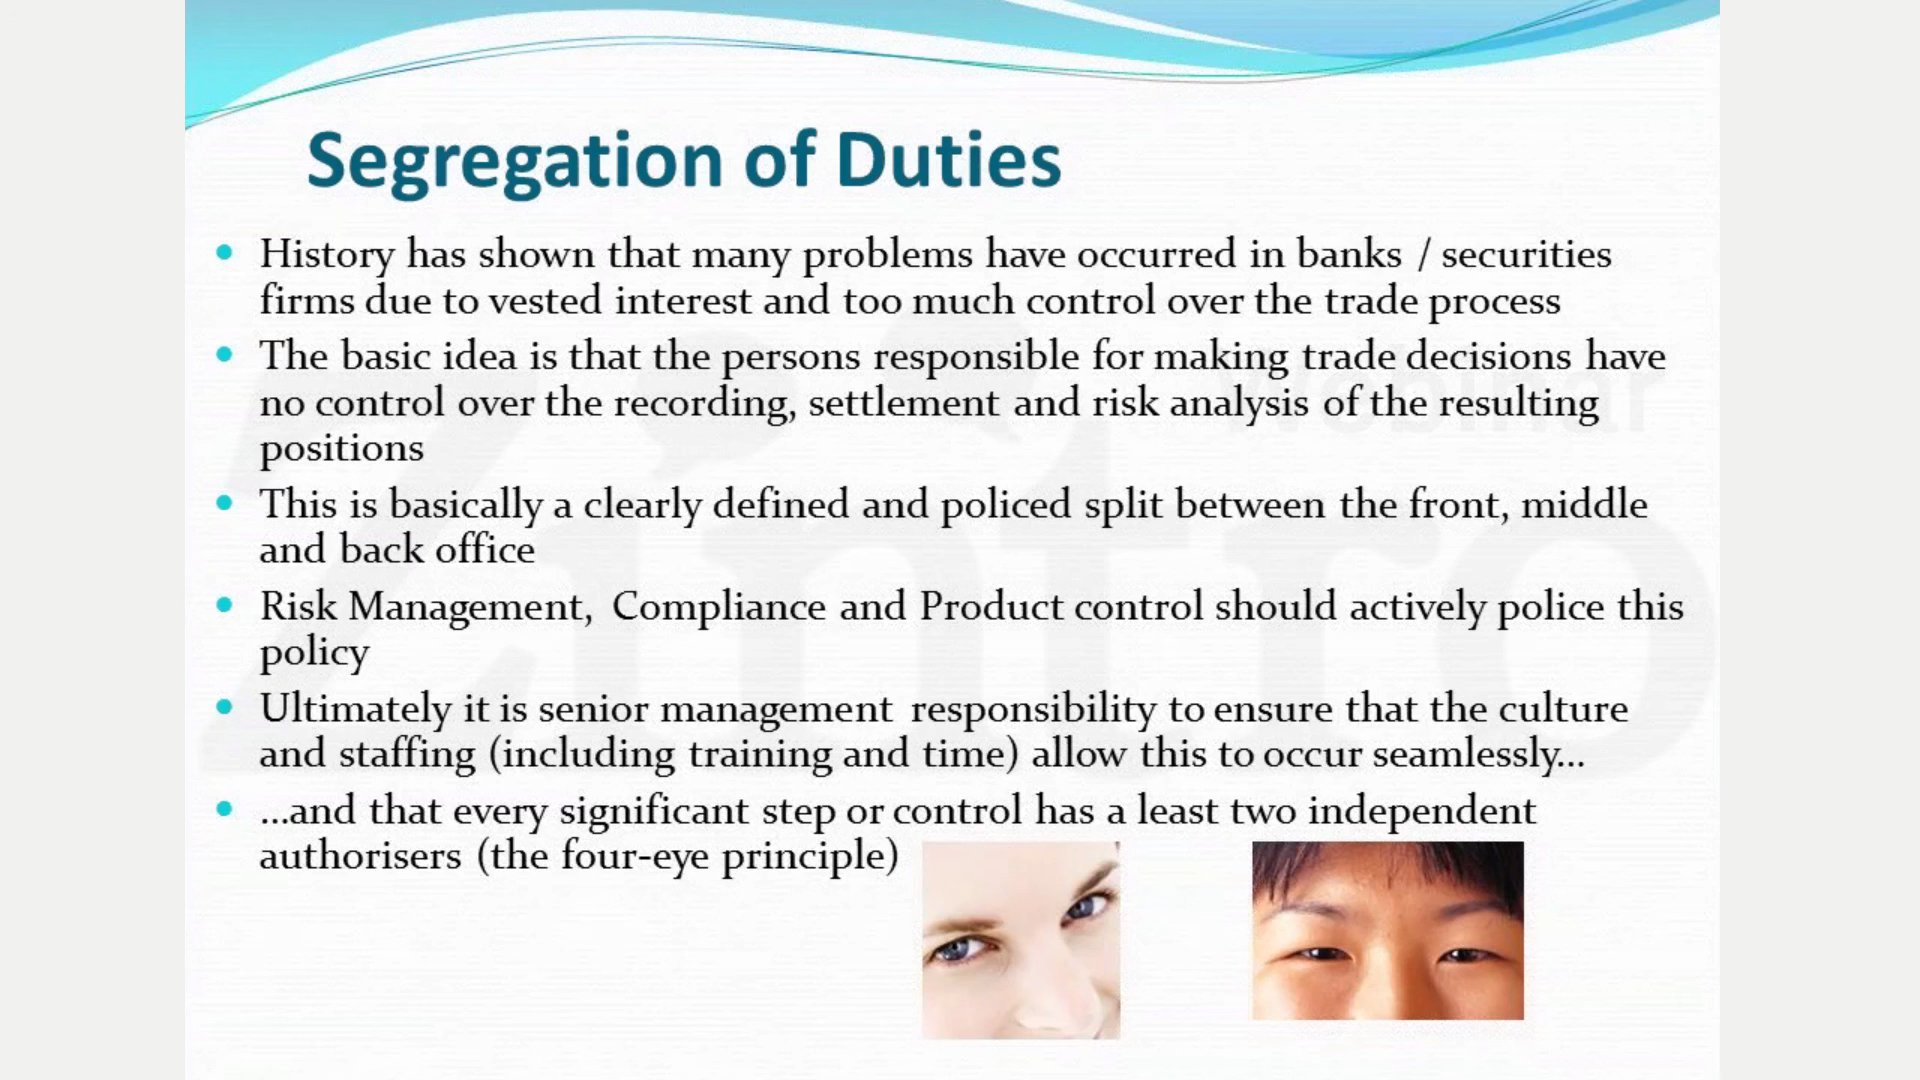 Segregation of Duties
• History has shown that many problems have occurred in banks / securities
firms due to vested interest and too much control over the trade process
• The basic idea is that the persons responsible for making trade decisions have
no control over the recording, settlement and risk analysis of the resulting
positions
• This is basically a clearly defined and policed split between the front, middle
and back office
• Risk Management, Compliance and Product control should actively police this
policy
• Ultimately it is senior management responsibility to ensure that the culture
and staffing (including training and time) allow this to occur seamlessly...
• ...and that every significant step or control has a least two independent
authorisers (the four-eye principle)
Zintro
Webinar